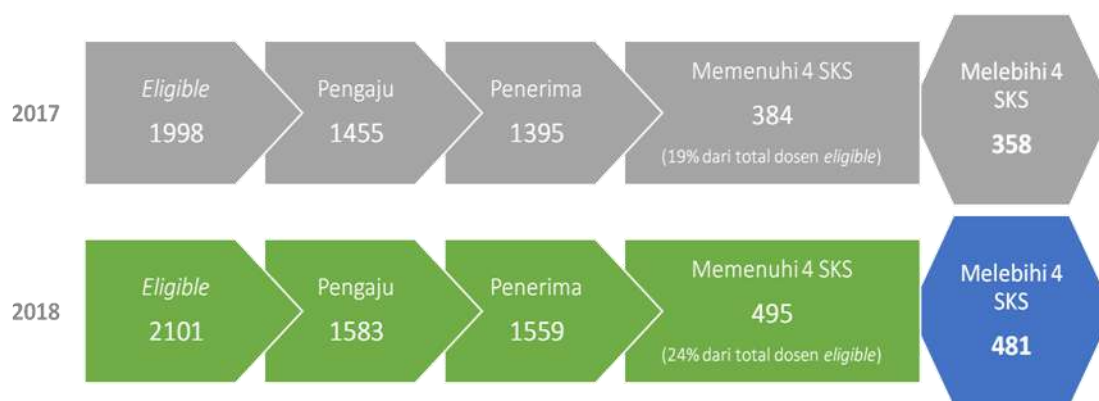 2017
Eligible
1998
Pengaju
1455
Penerima
1395
Memenuhi 4 SKS
384
(19% dari total dosen eligible)
Melebihi 4
SKS
358
2018
Eligible
2101
Pengaju
1583
Penerima
1559
Memenuhi 4 SKS
495
(24% dari total dosen eligible)
Melebihi 4
SKS
481